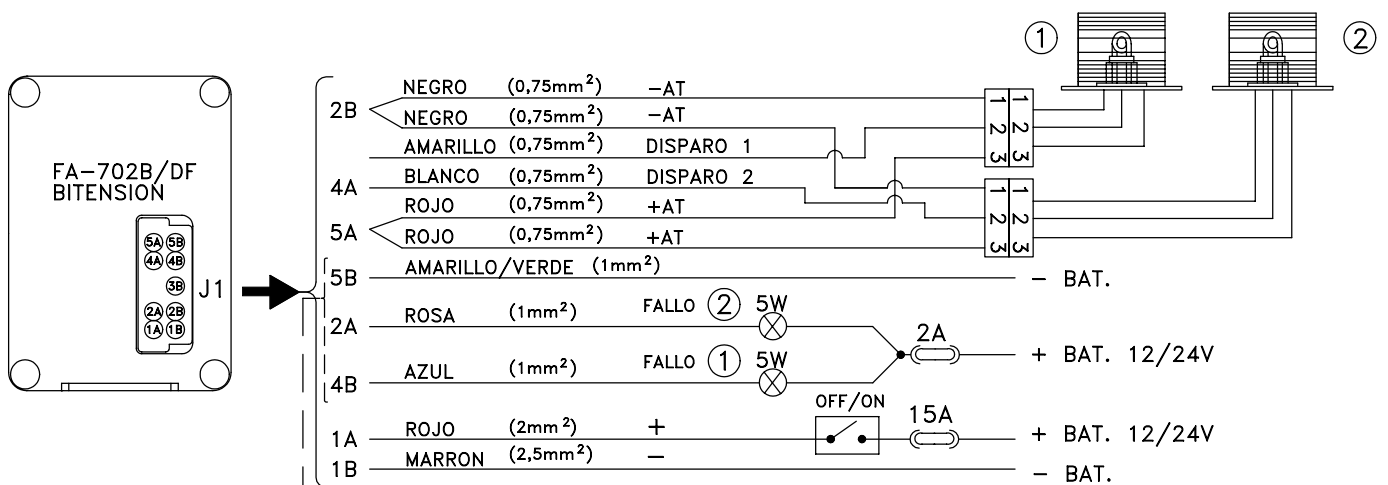 FA-702B/DF
BITENSION
5A 5B
4A 4B
3B
2A 2B
1A 1B
J1
2B NEGRO (0,75mm²) -AT
NEGRO (0,75mm²) -AT
AMARILLO (0,75mm²) DISPARO 1
4A BLANCO (0,75mm²) DISPARO 2
5A ROJO (0,75mm²) +AT
ROJO (0,75mm²) +AT
5B AMARILLO/VERDE (1mm²) - BAT.
2A ROSA (1mm²) FALLO 2 5W
2A + BAT. 12/24V
4B AZUL (1mm²) FALLO 1 5W
OFF/ON
1A ROJO (2mm²) + 15A + BAT. 12/24V
1B MARRON (2,5mm²) - - BAT.
1 2
1 1
2 2
3 3
1 1
2 2
3 3